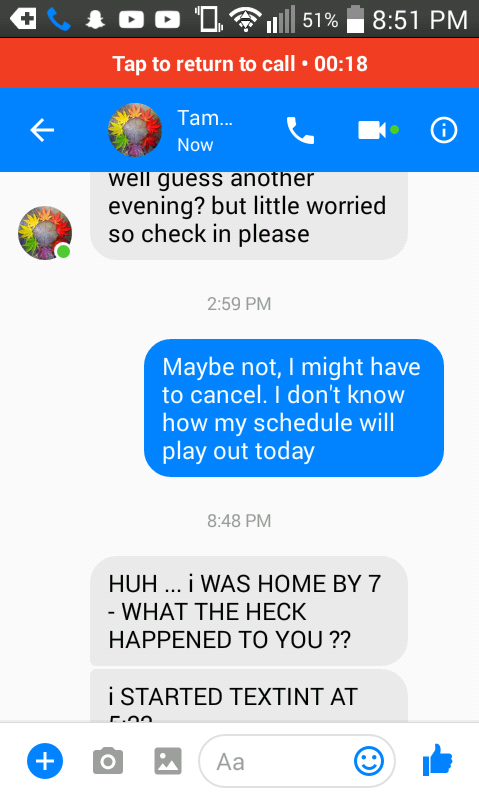 51% 8:51 PM
Tap to return to call • 00:18
Tam...
Now
well guess another
evening? but little worried
so check in please
2:59 PM
Maybe not, I might have
to cancel. I don't know
how my schedule will
play out today
8:48 PM
HUH ... i WAS HOME BY 7
- WHAT THE HECK
HAPPENED TO YOU ??
i STARTED TEXTINT AT
Aa